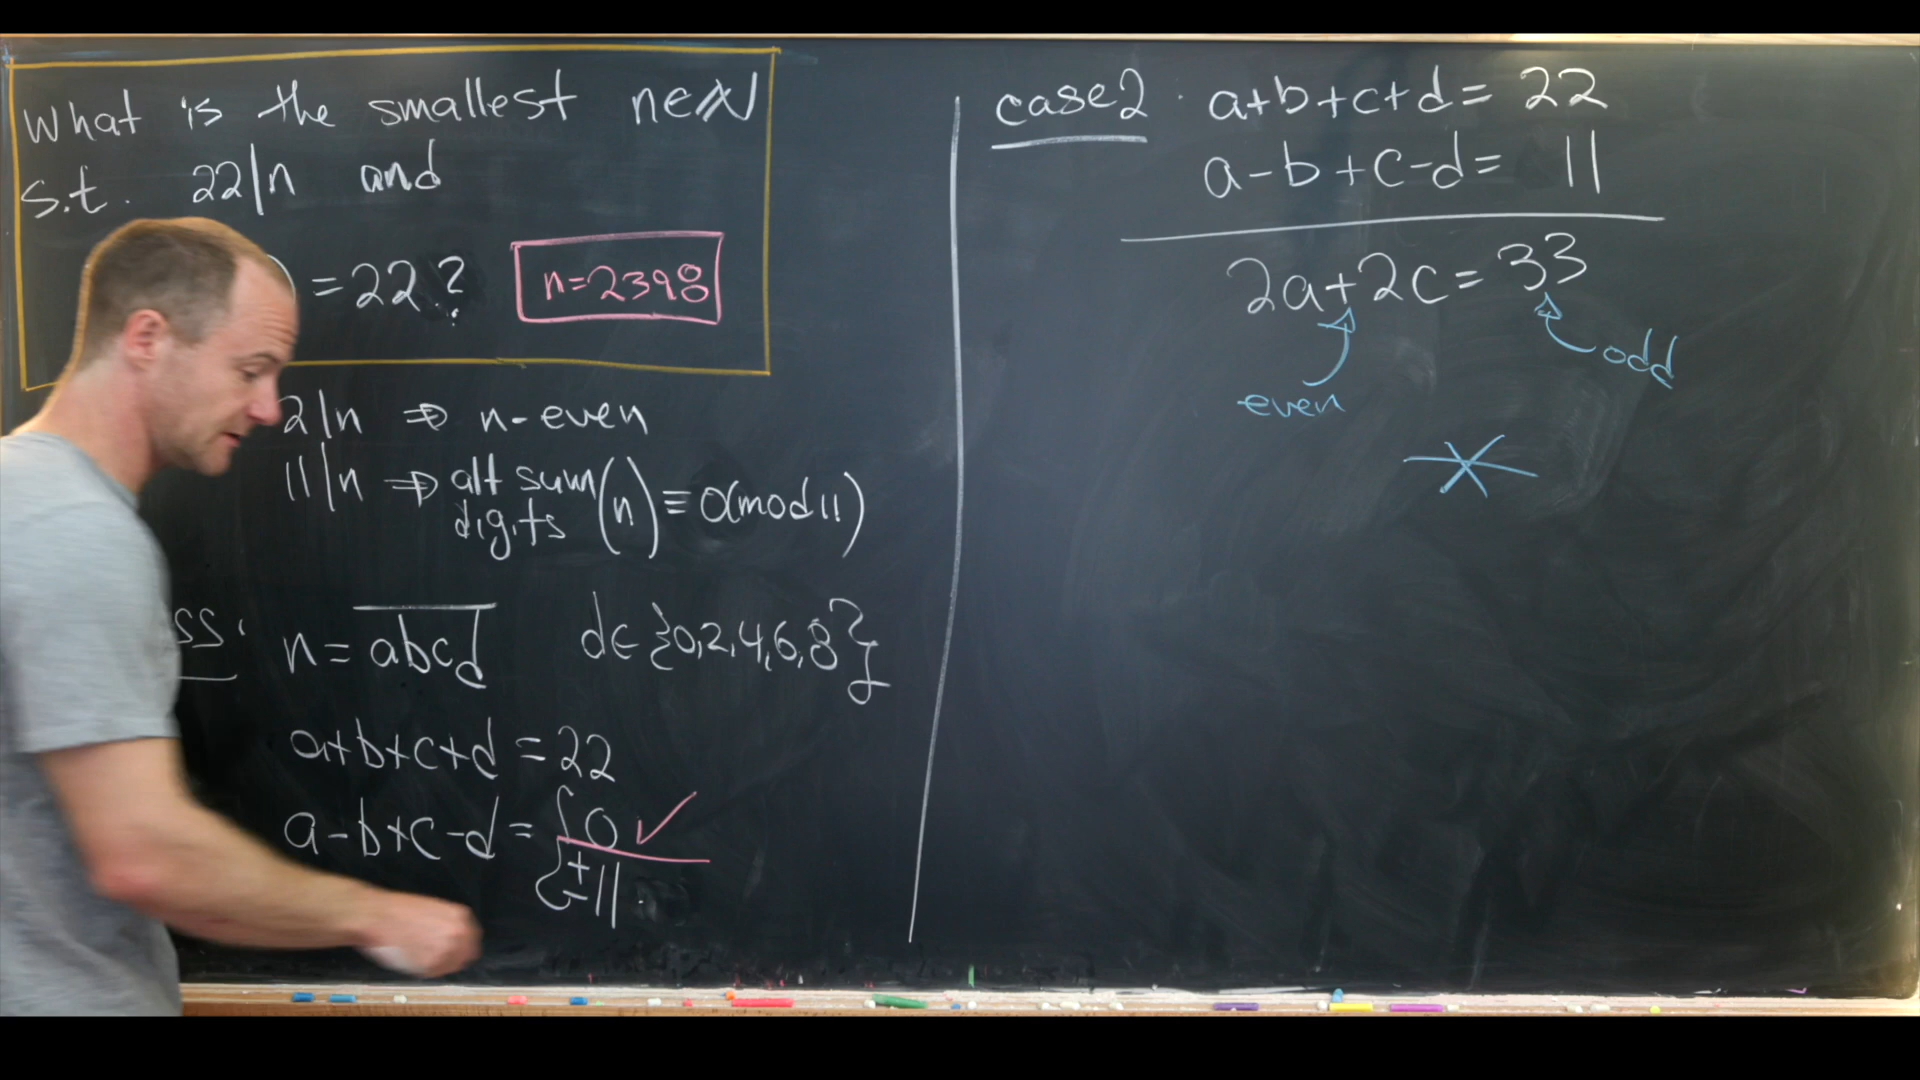 What is the smallest n∈ℕ
s.t. 22|n and
) = 22? n=2398
2|n ⇒ n-even
11|n ⇒ alt sum digits (n) ≡ 0(mod 11)
ss. n = abcd d∈{0,2,4,6,8}
a+b+c+d = 22
a-b+c-d = { 0 ✓
±11.
case 2 . a+b+c+d = 22
a-b+c-d = 11
2a+2c = 33
odd
even